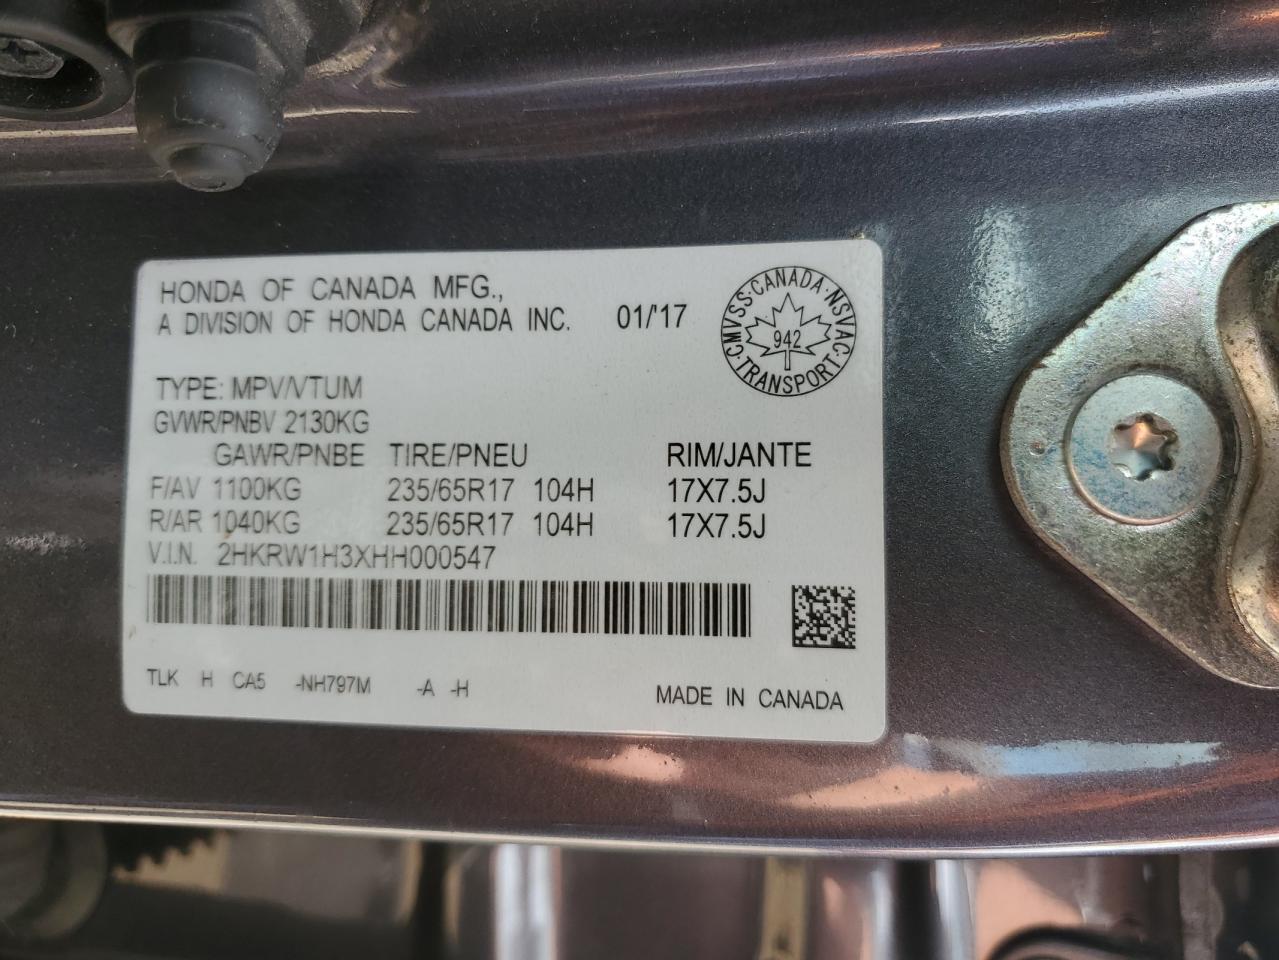 HONDA OF CANADA MFG.,
A DIVISION OF HONDA CANADA INC. 01/'17
CMVSS · CANADA · NSVAC · TRANSPORT ·
942
TYPE: MPV/VTUM
GVWR/PNBV 2130KG
GAWR/PNBE TIRE/PNEU RIM/JANTE
F/AV 1100KG 235/65R17 104H 17X7.5J
R/AR 1040KG 235/65R17 104H 17X7.5J
V.I.N. 2HKRW1H3XHH000547
TLK H CA5 -NH797M -A -H
MADE IN CANADA